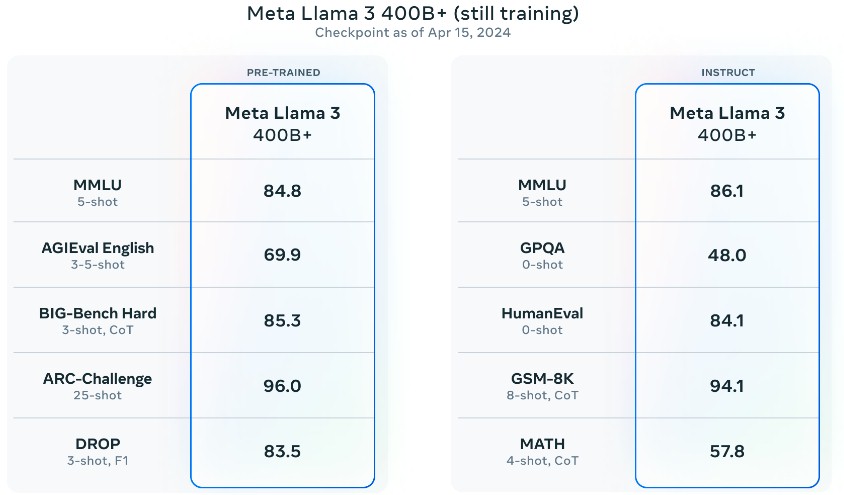 Meta Llama 3 400B+ (still training)
Checkpoint as of Apr 15, 2024
PRE-TRAINED
Meta Llama 3
400B+
MMLU
5-shot
84.8
AGIEval English
3-5-shot
69.9
BIG-Bench Hard
3-shot, CoT
85.3
ARC-Challenge
25-shot
96.0
DROP
3-shot, F1
83.5
INSTRUCT
Meta Llama 3
400B+
MMLU
5-shot
86.1
GPQA
0-shot
48.0
HumanEval
0-shot
84.1
GSM-8K
8-shot, CoT
94.1
MATH
4-shot, CoT
57.8